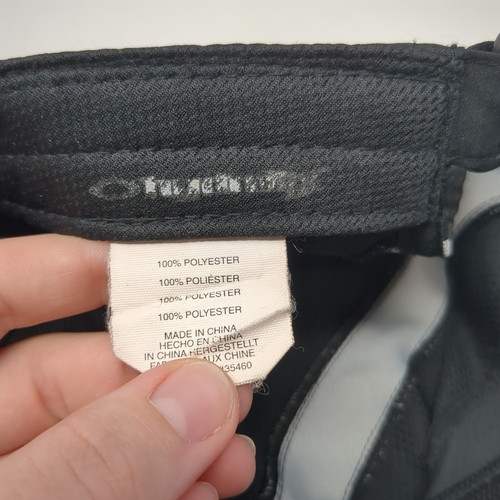 100% POLYESTER
100% POLIÉSTER
100% POLYESTER
100% POLYESTER
MADE IN CHINA
HECHO EN CHINA
IN CHINA HERGESTELLT
AUX CHINE
35460